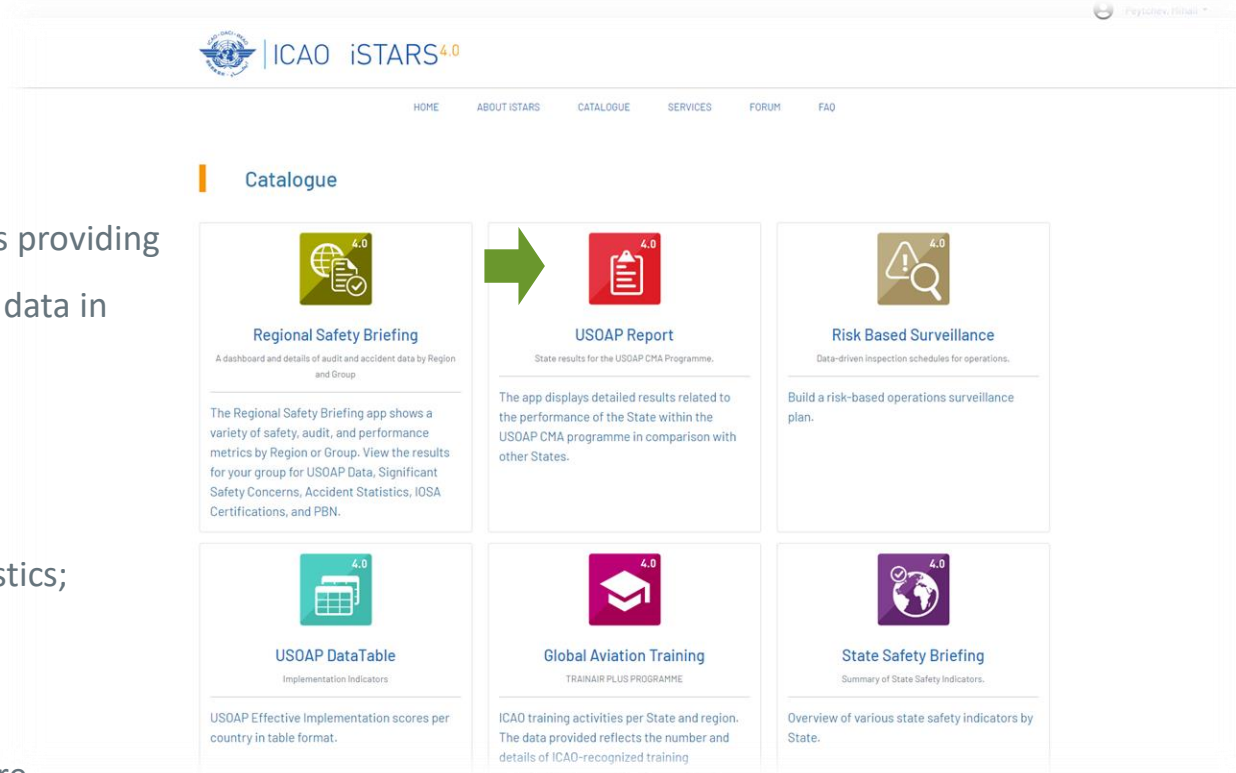 Peytchev, Mihail
ICAO iSTARS 4.0
HOME ABOUT iSTARS CATALOGUE SERVICES FORUM FAQ
Catalogue
s providing
data in
stics;
4.0
Regional Safety Briefing
A dashboard and details of audit and accident data by Region
and Group
The Regional Safety Briefing app shows a
variety of safety, audit, and performance
metrics by Region or Group. View the results
for your group for USOAP Data, Significant
Safety Concerns, Accident Statistics, IOSA
Certifications, and PBN.
4.0
USOAP Report
State results for the USOAP CMA Programme.
The app displays detailed results related to
the performance of the State within the
USOAP CMA programme in comparison with
other States.
4.0
Risk Based Surveillance
Data-driven inspection schedules for operations.
Build a risk-based operations surveillance
plan.
4.0
USOAP DataTable
Implementation Indicators
USOAP Effective Implementation scores per
country in table format.
4.0
Global Aviation Training
TRAINAIR PLUS PROGRAMME
ICAO training activities per State and region.
The data provided reflects the number and
details of ICAO-recognized training
4.0
State Safety Briefing
Summary of State Safety Indicators.
Overview of various state safety indicators by
State.